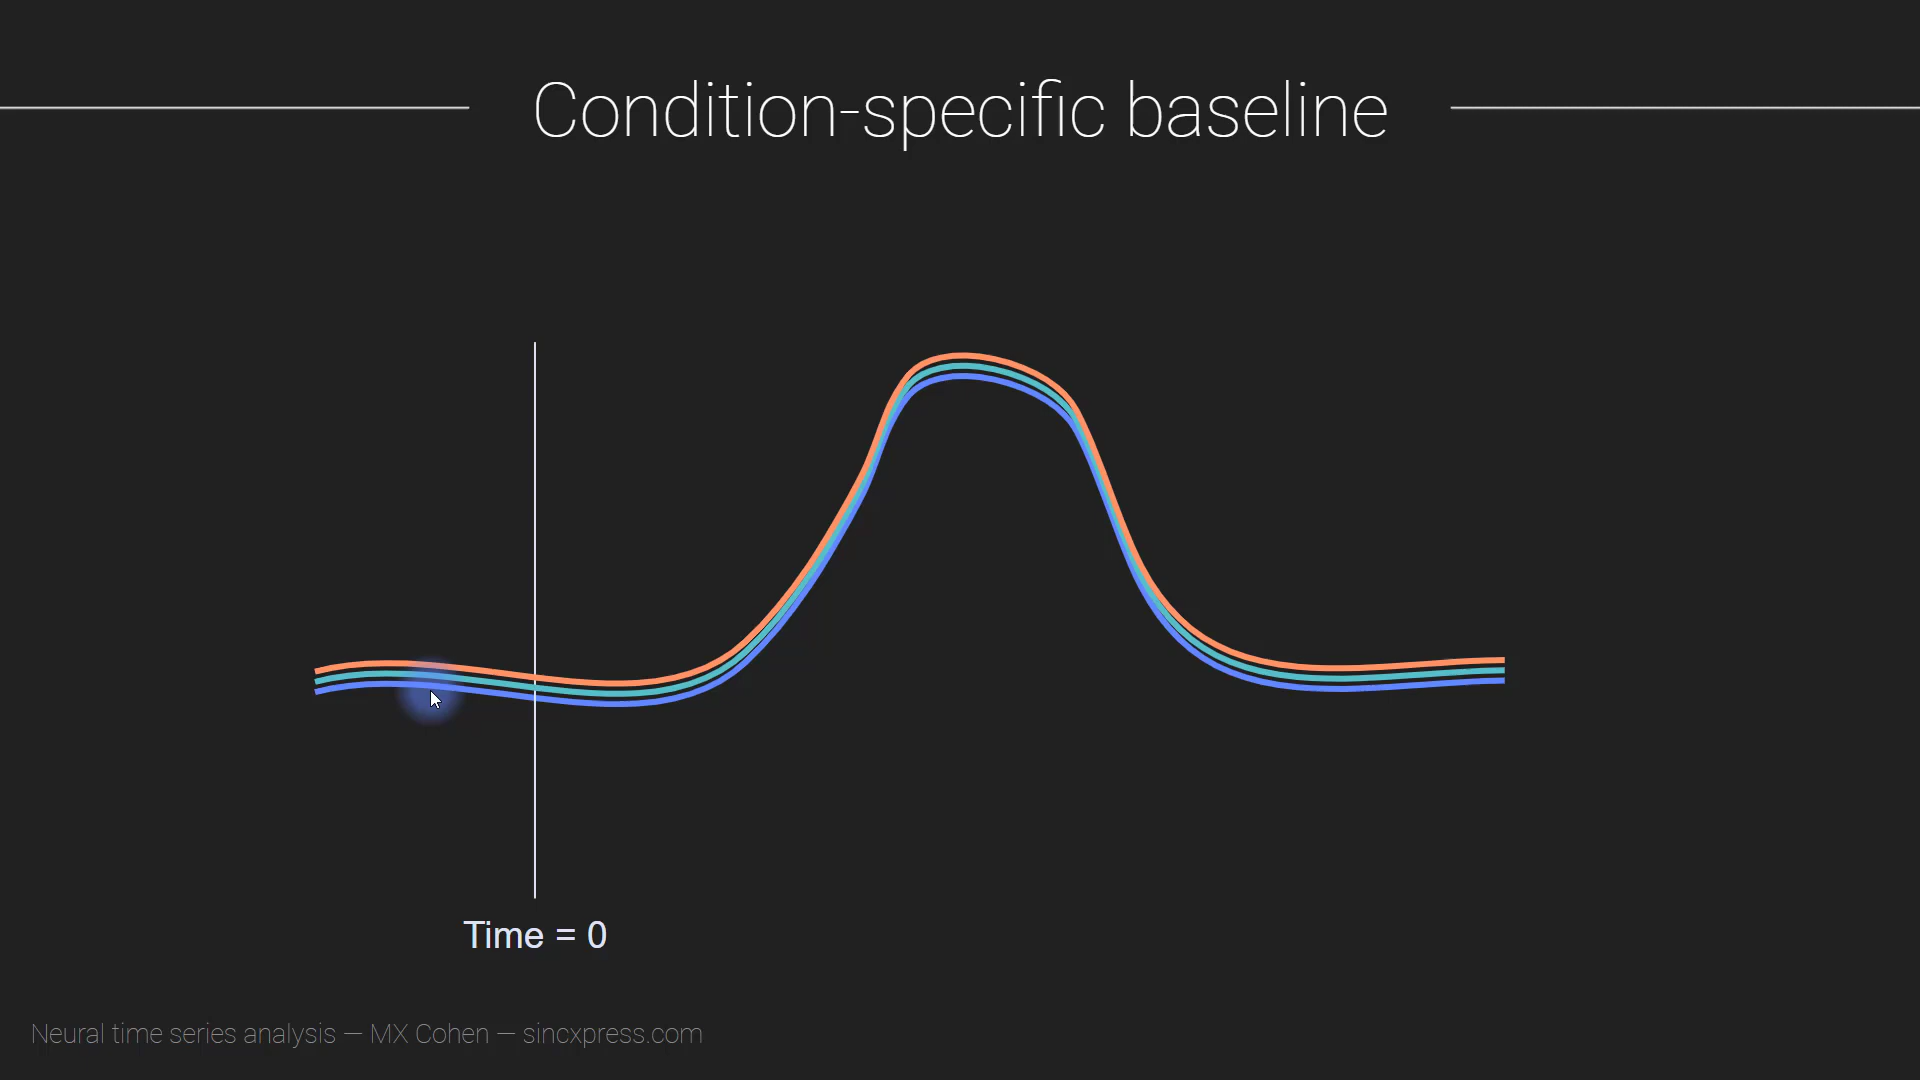 Condition-specific baseline
Time = 0
Neural time series analysis — MX Cohen — sincxpress.com